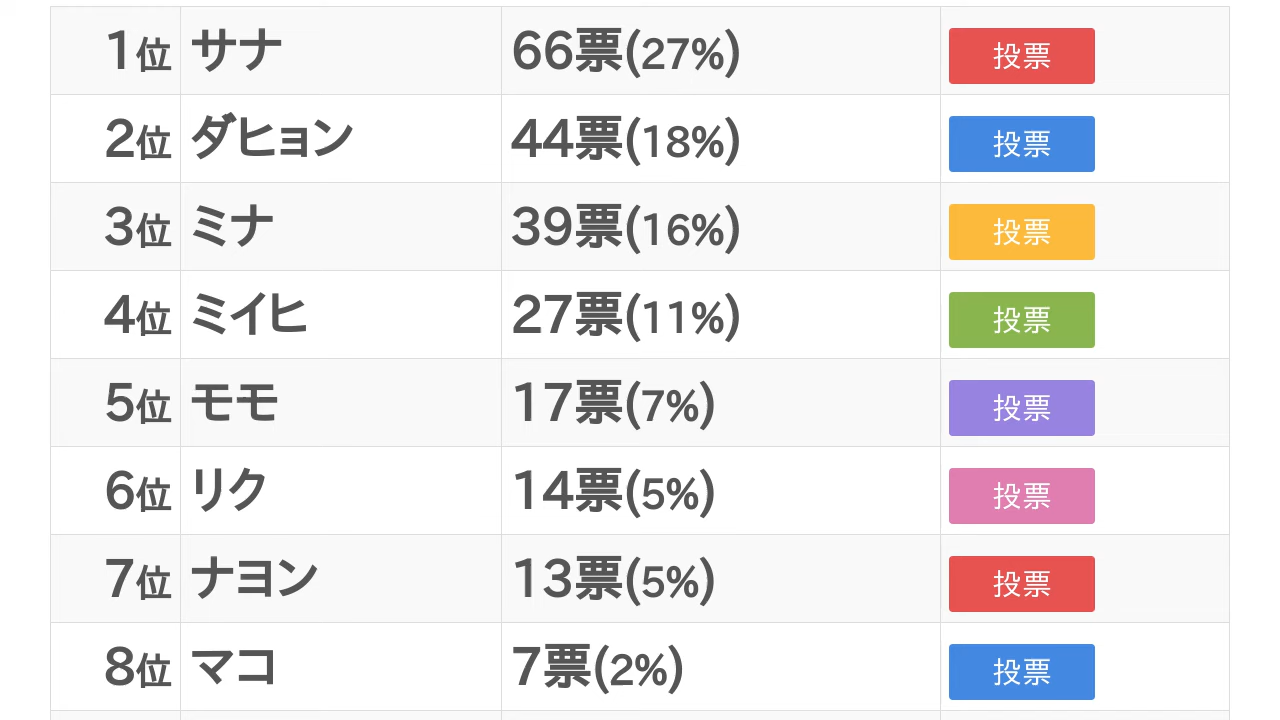 1位 サナ 66票(27%) 投票
2位 ダヒョン 44票(18%) 投票
3位 ミナ 39票(16%) 投票
4位 ミイヒ 27票(11%) 投票
5位 モモ 17票(7%) 投票
6位 リク 14票(5%) 投票
7位 ナヨン 13票(5%) 投票
8位 マコ 7票(2%) 投票